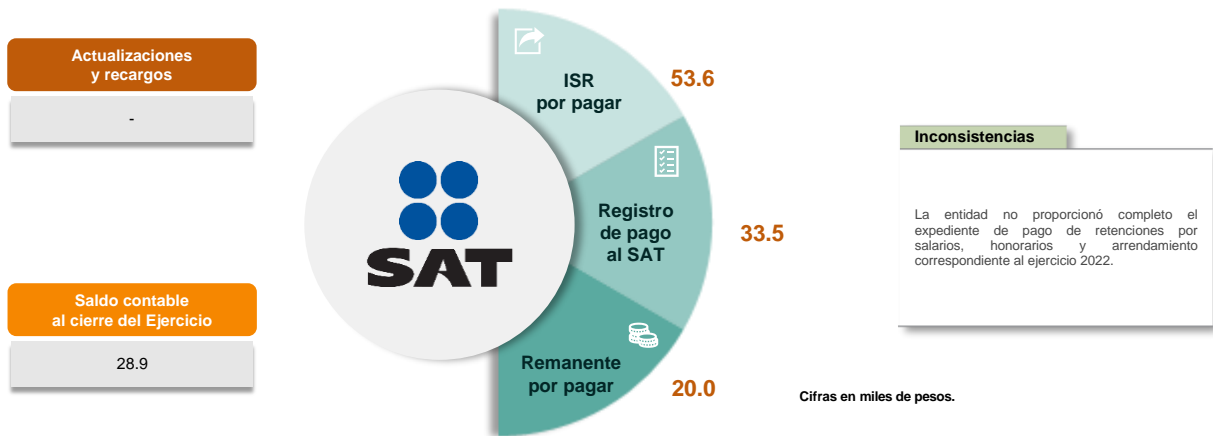 Actualizaciones
y recargos
-
Saldo contable
al cierre del Ejercicio
28.9
SAT
ISR
por pagar
53.6
Registro
de pago
al SAT
33.5
Remanente
por pagar
20.0
Inconsistencias
La entidad no proporcionó completo el
expediente de pago de retenciones por
salarios, honorarios y arrendamiento
correspondiente al ejercicio 2022.
Cifras en miles de pesos.